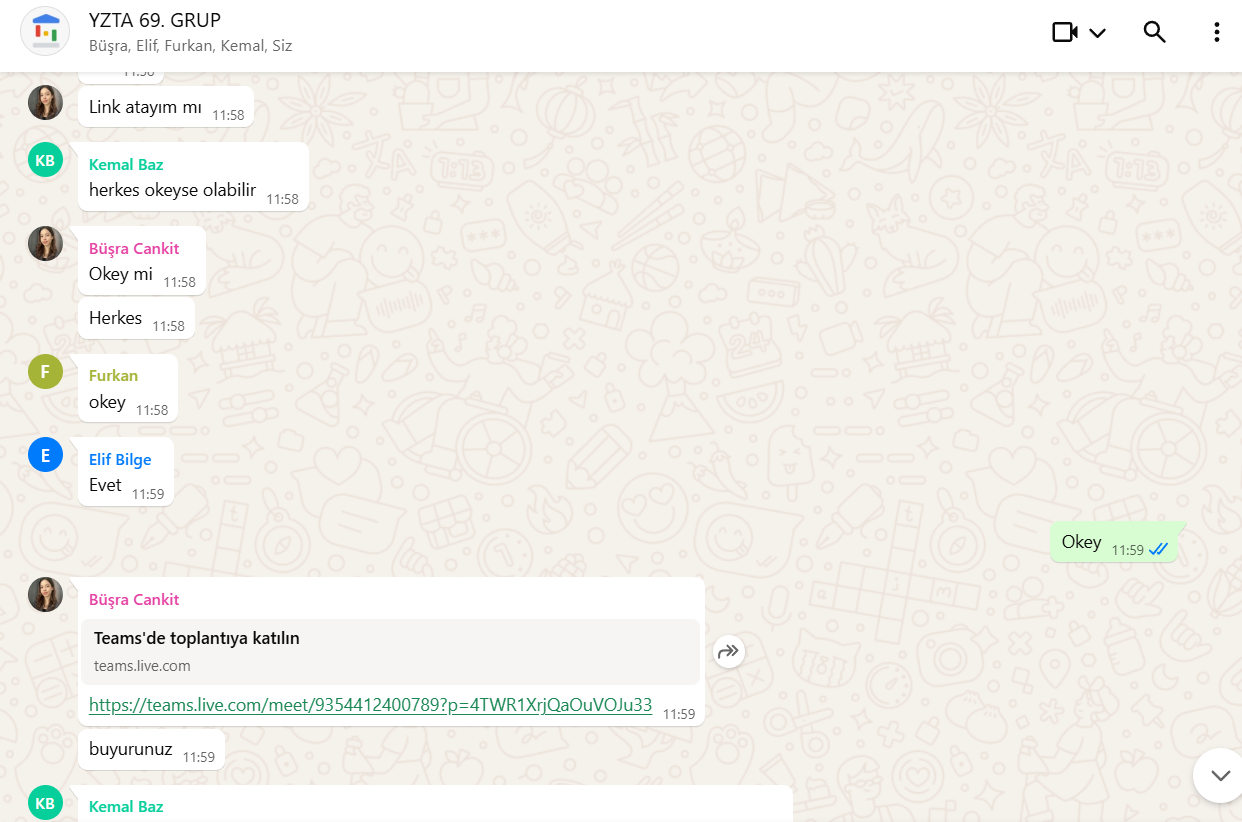 YZTA 69. GRUP
Büşra, Elif, Furkan, Kemal, Siz
11:58
Link atayım mı 11:58
KB Kemal Baz
herkes okeyse olabilir 11:58
Büşra Cankit
Okey mi 11:58
Herkes 11:58
F Furkan
okey 11:58
E Elif Bilge
Evet 11:59
Okey 11:59
Büşra Cankit
Teams'de toplantıya katılın
teams.live.com
https://teams.live.com/meet/9354412400789?p=4TWR1XrjQaOuVOJu33 11:59
buyurunuz 11:59
KB Kemal Baz